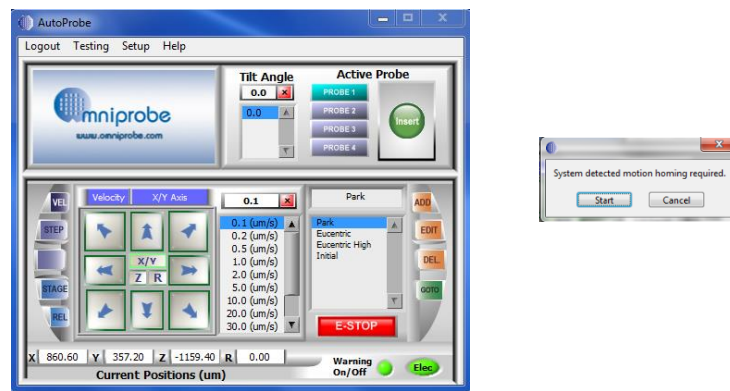 AutoProbe
Logout Testing Setup Help
mniprobe
www.omniprobe.com
Tilt Angle
0.0
0.0
Active Probe
PROBE 1
PROBE 2
PROBE 3
PROBE 4
Insert
VEL
STEP
STAGE
REL
Velocity X/Y Axis
X/Y
Z R
0.1
0.1 (um/s)
0.2 (um/s)
0.5 (um/s)
1.0 (um/s)
2.0 (um/s)
5.0 (um/s)
10.0 (um/s)
20.0 (um/s)
30.0 (um/s)
Park
Park
Eucentric
Eucentric High
Initial
E-STOP
ADD
EDIT
DEL.
GOTO
X 860.60 Y 357.20 Z -1159.40 R 0.00
Current Positions (um)
Warning
On/Off
Elec
System detected motion homing required.
Start Cancel